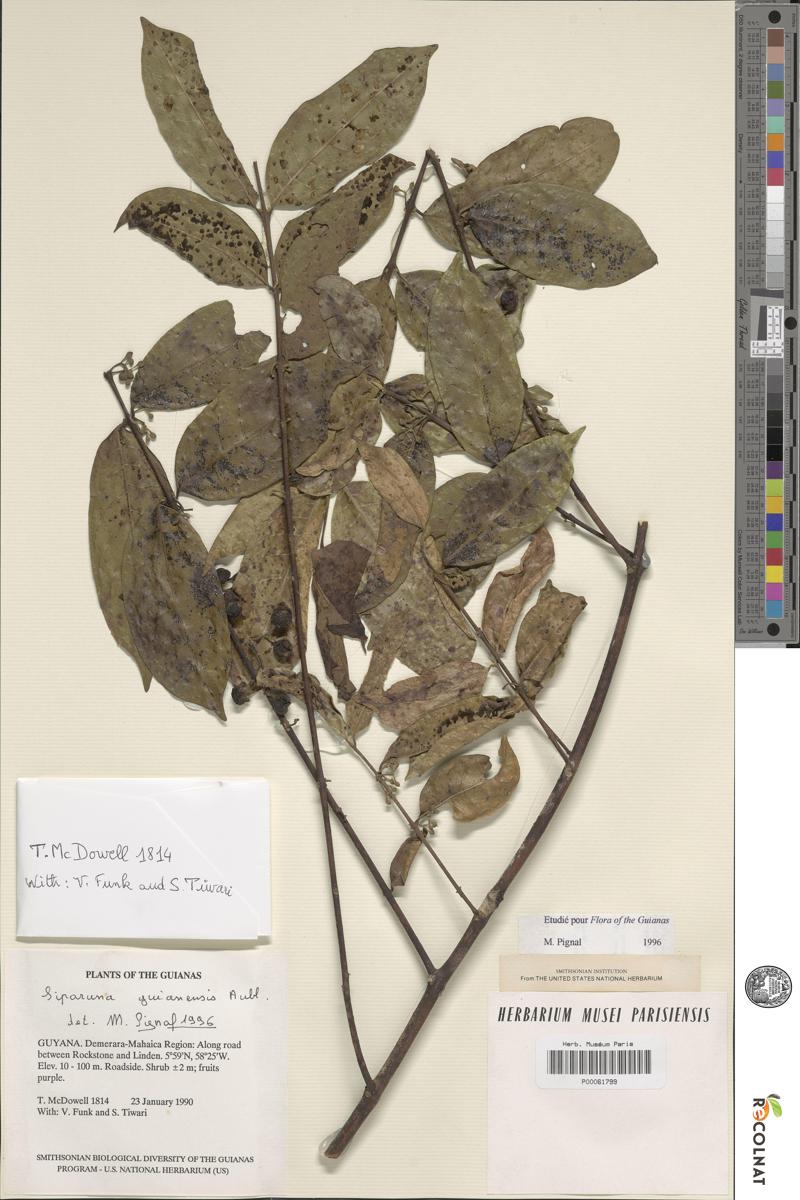 T. McDowell 1814
With: V. Funk and S. Tiwari
PLANTS OF THE GUIANAS
Siparuna guianensis Aubl.
det. M. Pignal 1996
GUYANA. Demerara-Mahaica Region: Along road
between Rockstone and Linden. 5°59'N, 58°25'W.
Elev. 10 - 100 m. Roadside. Shrub ±2 m; fruits
purple.
T. McDowell 1814 23 January 1990
With: V. Funk and S. Tiwari
SMITHSONIAN BIOLOGICAL DIVERSITY OF THE GUIANAS
PROGRAM - U.S. NATIONAL HERBARIUM (US)
Etudié pour Flora of the Guianas
M. Pignal 1996
SMITHSONIAN INSTITUTION
From THE UNITED STATES NATIONAL HERBARIUM
HERBARIUM MUSEI PARISIENSIS
Herb. Muséum Paris
P00061799
Golden Thread
RECOLNAT